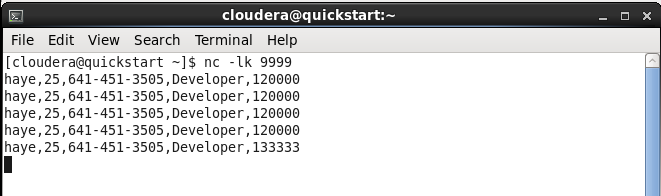 cloudera@quickstart:~
File Edit View Search Terminal Help
[cloudera@quickstart ~]$ nc -lk 9999
haye,25,641-451-3505,Developer,120000
haye,25,641-451-3505,Developer,120000
haye,25,641-451-3505,Developer,120000
haye,25,641-451-3505,Developer,120000
haye,25,641-451-3505,Developer,133333